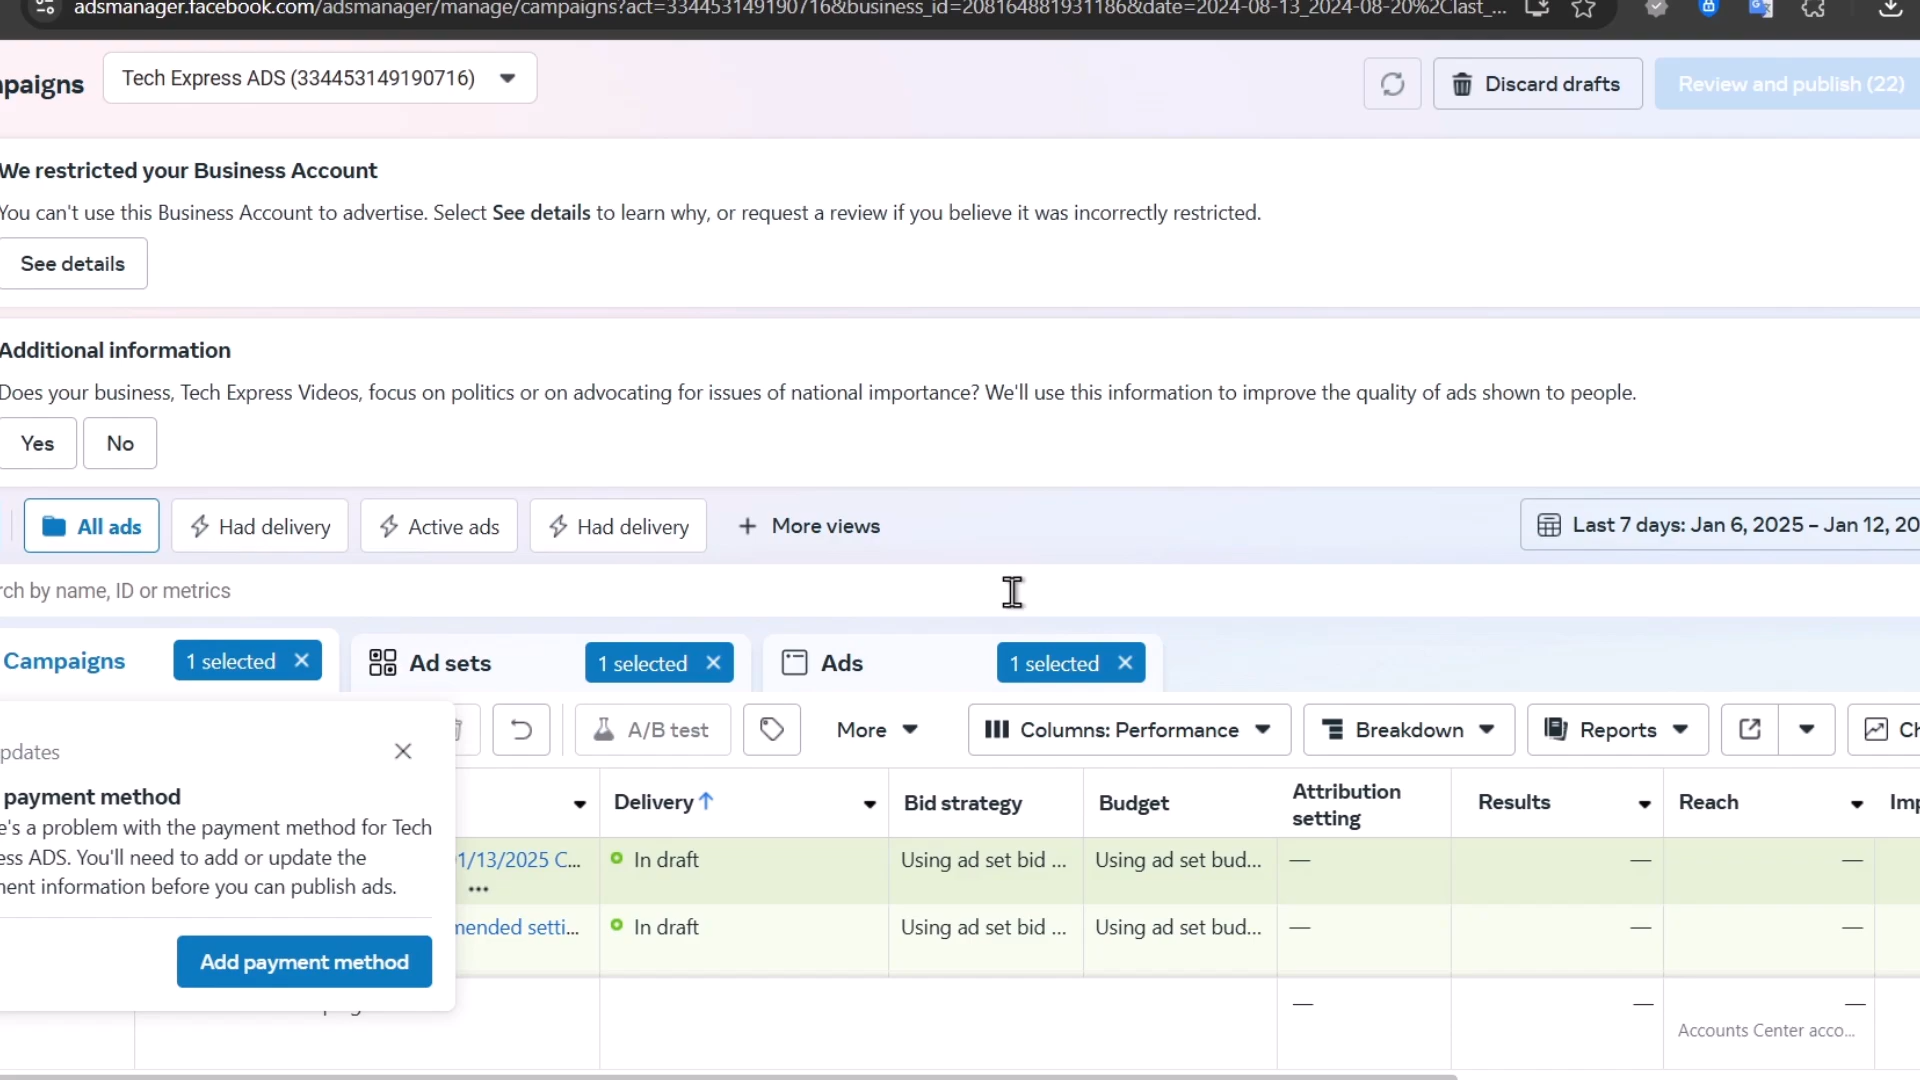 adsmanager.facebook.com/adsmanager/manage/campaigns?act=334453149190716&business_id=208164881931186&date=2024-08-13_2024-08-20%2Clast_...
mpaigns
Tech Express ADS (334453149190716)
Discard drafts
Review and publish (22)
We restricted your Business Account
You can't use this Business Account to advertise. Select See details to learn why, or request a review if you believe it was incorrectly restricted.
See details
Additional information
Does your business, Tech Express Videos, focus on politics or on advocating for issues of national importance? We'll use this information to improve the quality of ads shown to people.
Yes
No
All ads
Had delivery
Active ads
Had delivery
+ More views
Last 7 days: Jan 6, 2025 – Jan 12, 20
rch by name, ID or metrics
Campaigns
1 selected
Ad sets
1 selected
Ads
1 selected
A/B test
More
Columns: Performance
Breakdown
Reports
Ch
pdates
payment method
e's a problem with the payment method for Tech
ess ADS. You'll need to add or update the
ment information before you can publish ads.
Add payment method
Delivery
Bid strategy
Budget
Attribution
setting
Results
Reach
Imp
1/13/2025 C...
In draft
Using ad set bid ...
Using ad set bud...
—
—
—
mended setti...
In draft
Using ad set bid ...
Using ad set bud...
—
—
—
—
—
—
Accounts Center acco...